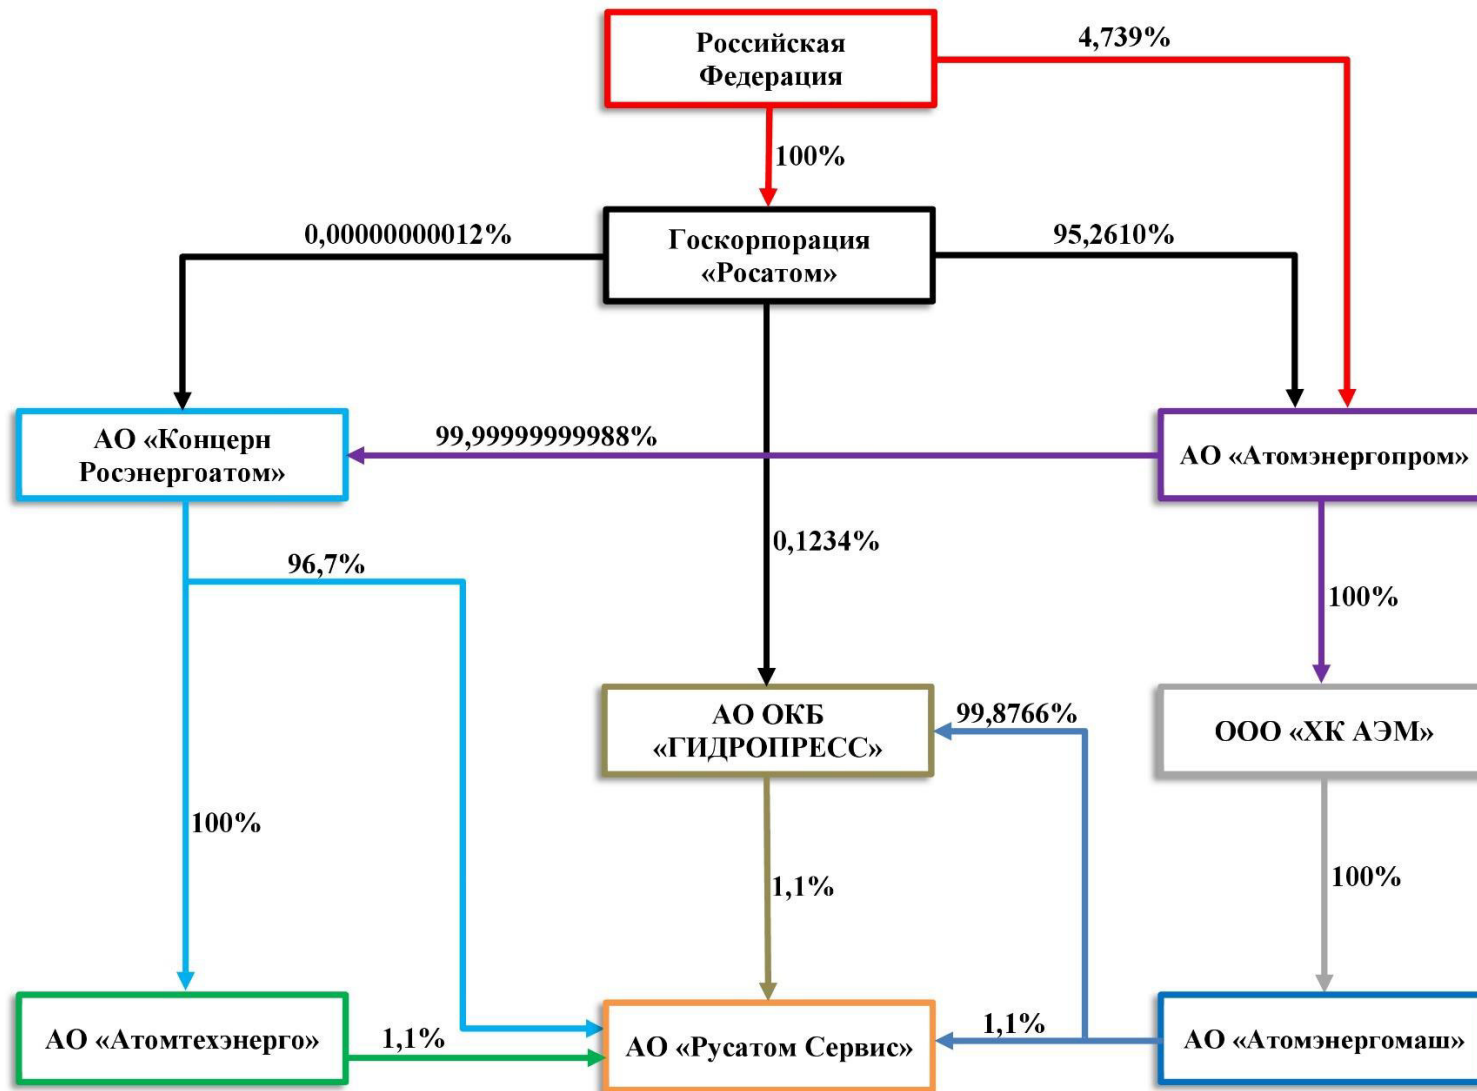 Российская
Федерация
4,739%
100%
0,00000000012%
Госкорпорация
«Росатом»
95,2610%
АО «Концерн
Росэнергоатом»
99,99999999988%
АО «Атомэнергопром»
96,7%
0,1234%
100%
АО ОКБ
«ГИДРОПРЕСС»
99,8766%
ООО «ХК АЭМ»
100%
1,1%
100%
АО «Атомтехэнерго»
1,1%
АО «Русатом Сервис»
1,1%
АО «Атомэнергомаш»